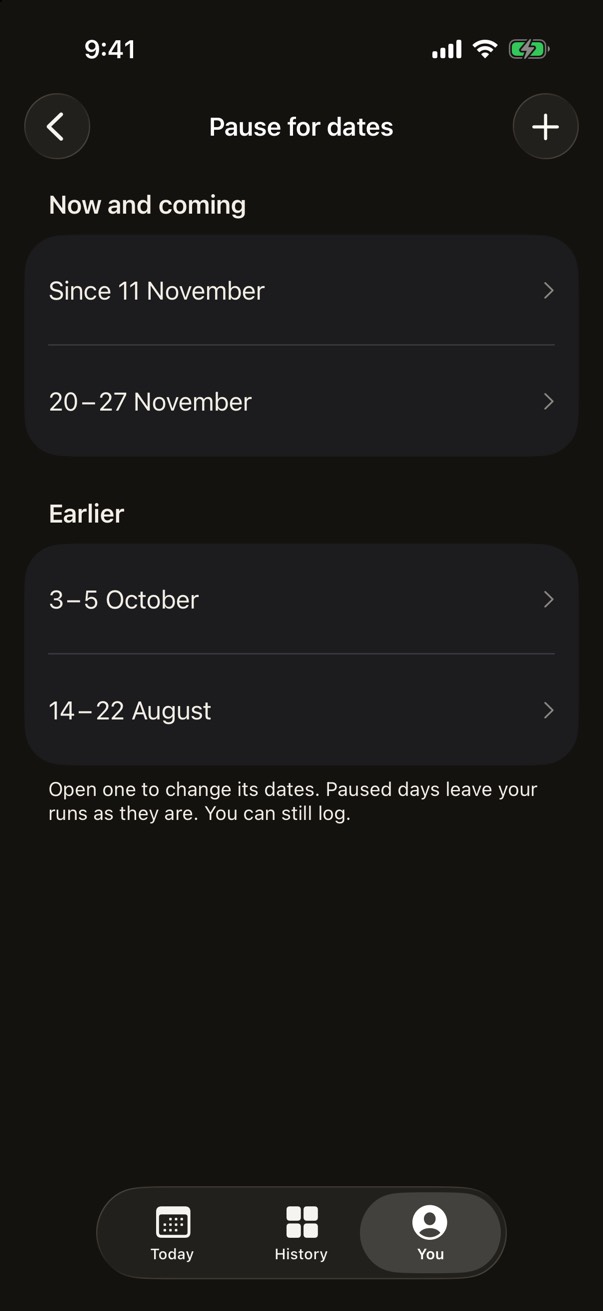 9:41
Pause for dates
Now and coming
Since 11 November
20–27 November
Earlier
3–5 October
14–22 August
Open one to change its dates. Paused days leave your
runs as they are. You can still log.
Today
History
You